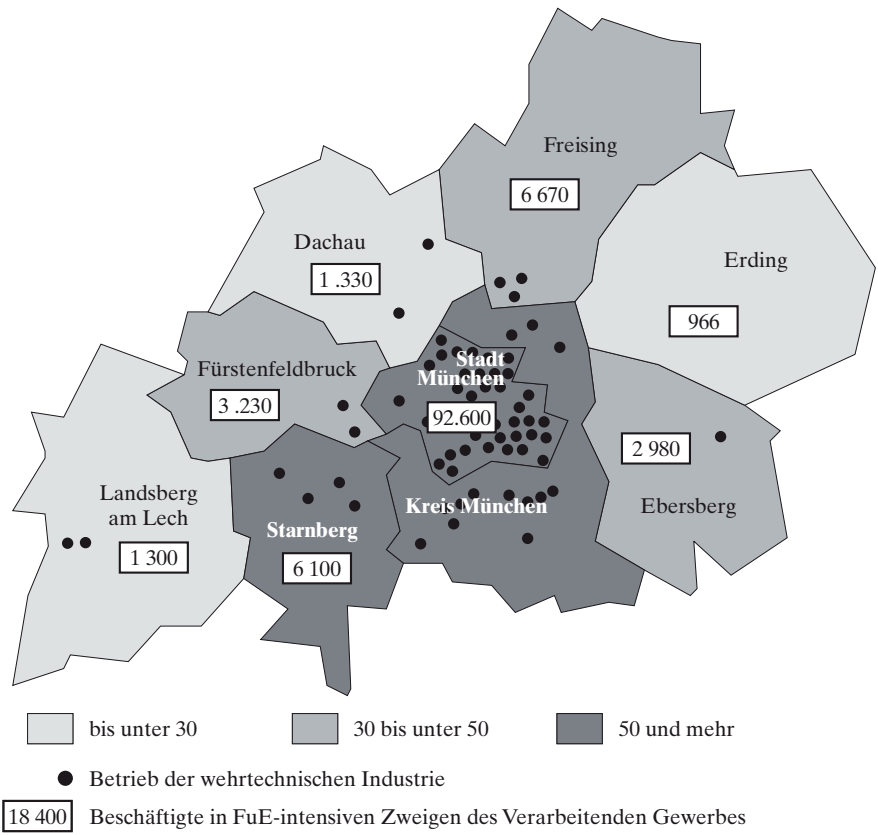 Freising
6 670
Dachau
1 .330
Erding
966
Fürstenfeldbruck
3 .230
Stadt
München
92.600
2 980
Ebersberg
Landsberg
am Lech
1 300
Starnberg
6 100
Kreis München
bis unter 30
30 bis unter 50
50 und mehr
Betrieb der wehrtechnischen Industrie
18 400 Beschäftigte in FuE-intensiven Zweigen des Verarbeitenden Gewerbes